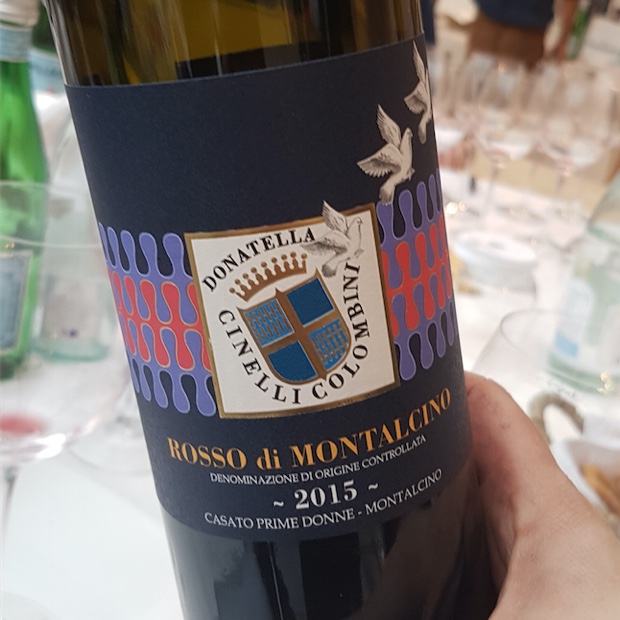 DONATELLA
CINELLI COLOMBINI
ROSSO di MONTALCINO
DENOMINAZIONE DI ORIGINE CONTROLLATA
~ 2015 ~
CASATO PRIME DONNE - MONTALCINO